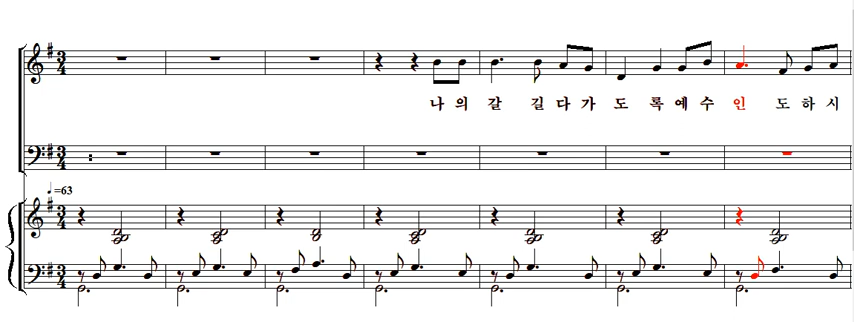 나의 갈 길다가 도 록예수 인 도하시
♩=63